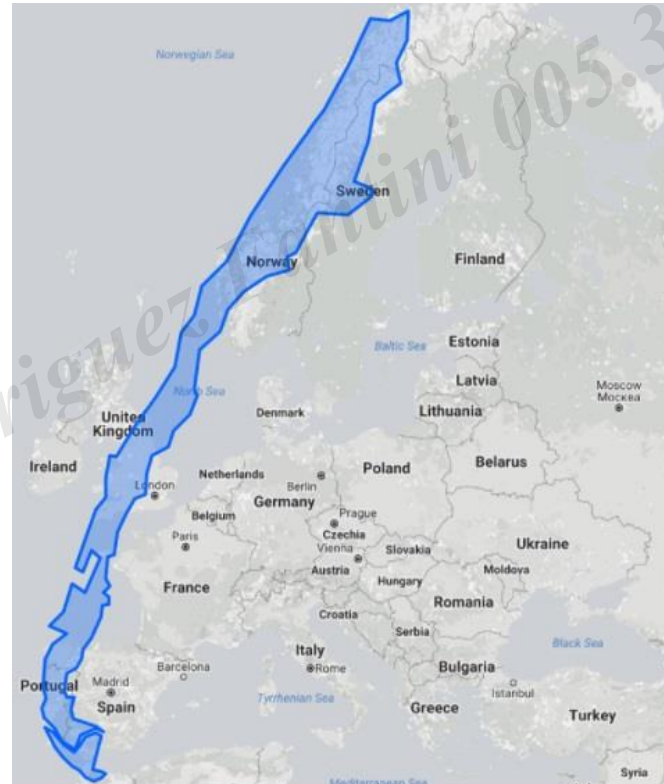 Norwegian Sea
Sweden
Norway
Finland
Baltic Sea
Estonia
Latvia
Lithuania
Moscow
Москва
North Sea
Denmark
United
Kingdom
Ireland
London
Netherlands
Berlin
Poland
Belarus
Belgium
Germany
Prague
Czechia
Paris
Vienna
Slovakia
Ukraine
Austria
Hungary
Moldova
France
Croatia
Romania
Serbia
Black Sea
Italy
Rome
Bulgaria
Istanbul
Portugal
Madrid
Barcelona
Spain
Tyrrhenian Sea
Greece
Turkey
Syria
Mediterranean Sea
005.3